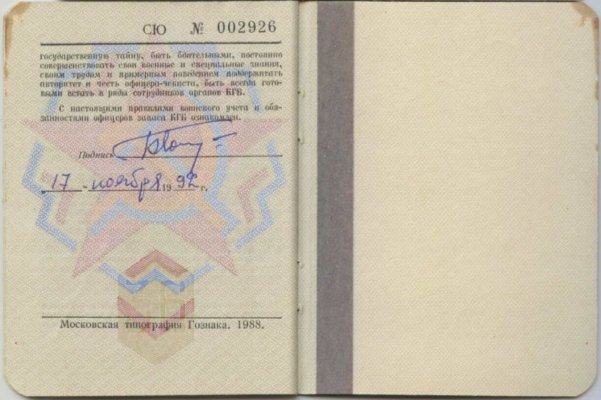 СЮ № 002926
государственную тайну, быть бдительными, постоянно
совершенствовать свои военные и специальные знания,
своим трудом и примерным поведением поддержать
авторитет и честь офицера-чекиста, быть всегда гото-
выми встать в ряды сотрудников органов КГБ.
С настоящими правилами воинского учета и обя-
занностями офицеров запаса КГБ ознакомлен.
Подпись
17 - ноября 1992 г.
Московская типография Гознака. 1988.